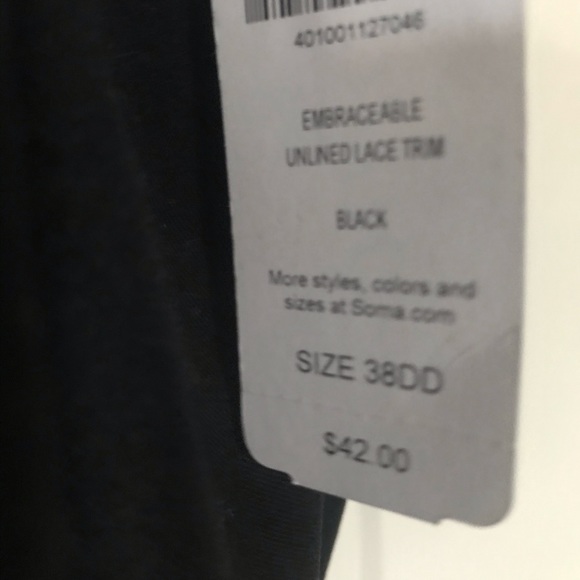 401001127046
EMBRACEABLE
UNLINED LACE TRIM
BLACK
More styles, colors and
sizes at Soma.com
SIZE 38DD
$42.00